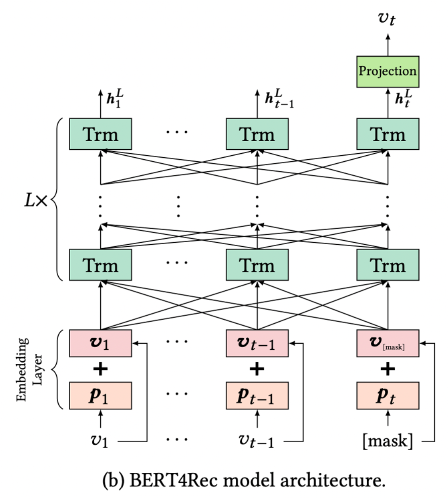 v_t
Projection
h_1^L h_{t−1}^L h_t^L
Trm · · · Trm Trm
L×
Trm · · · Trm Trm
Embedding
Layer
v_1 · · · v_{t−1} v_{[mask]}
+ + +
p_1 · · · p_{t−1} p_t
v_1 · · · v_{t−1} [mask]
(b) BERT4Rec model architecture.